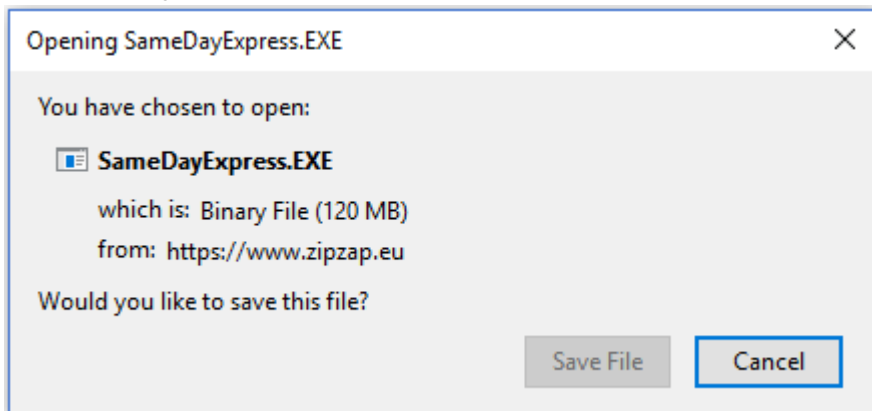 Opening SameDayExpress.EXE
You have chosen to open:
SameDayExpress.EXE
which is: Binary File (120 MB)
from: https://www.zipzap.eu
Would you like to save this file?
Save File Cancel